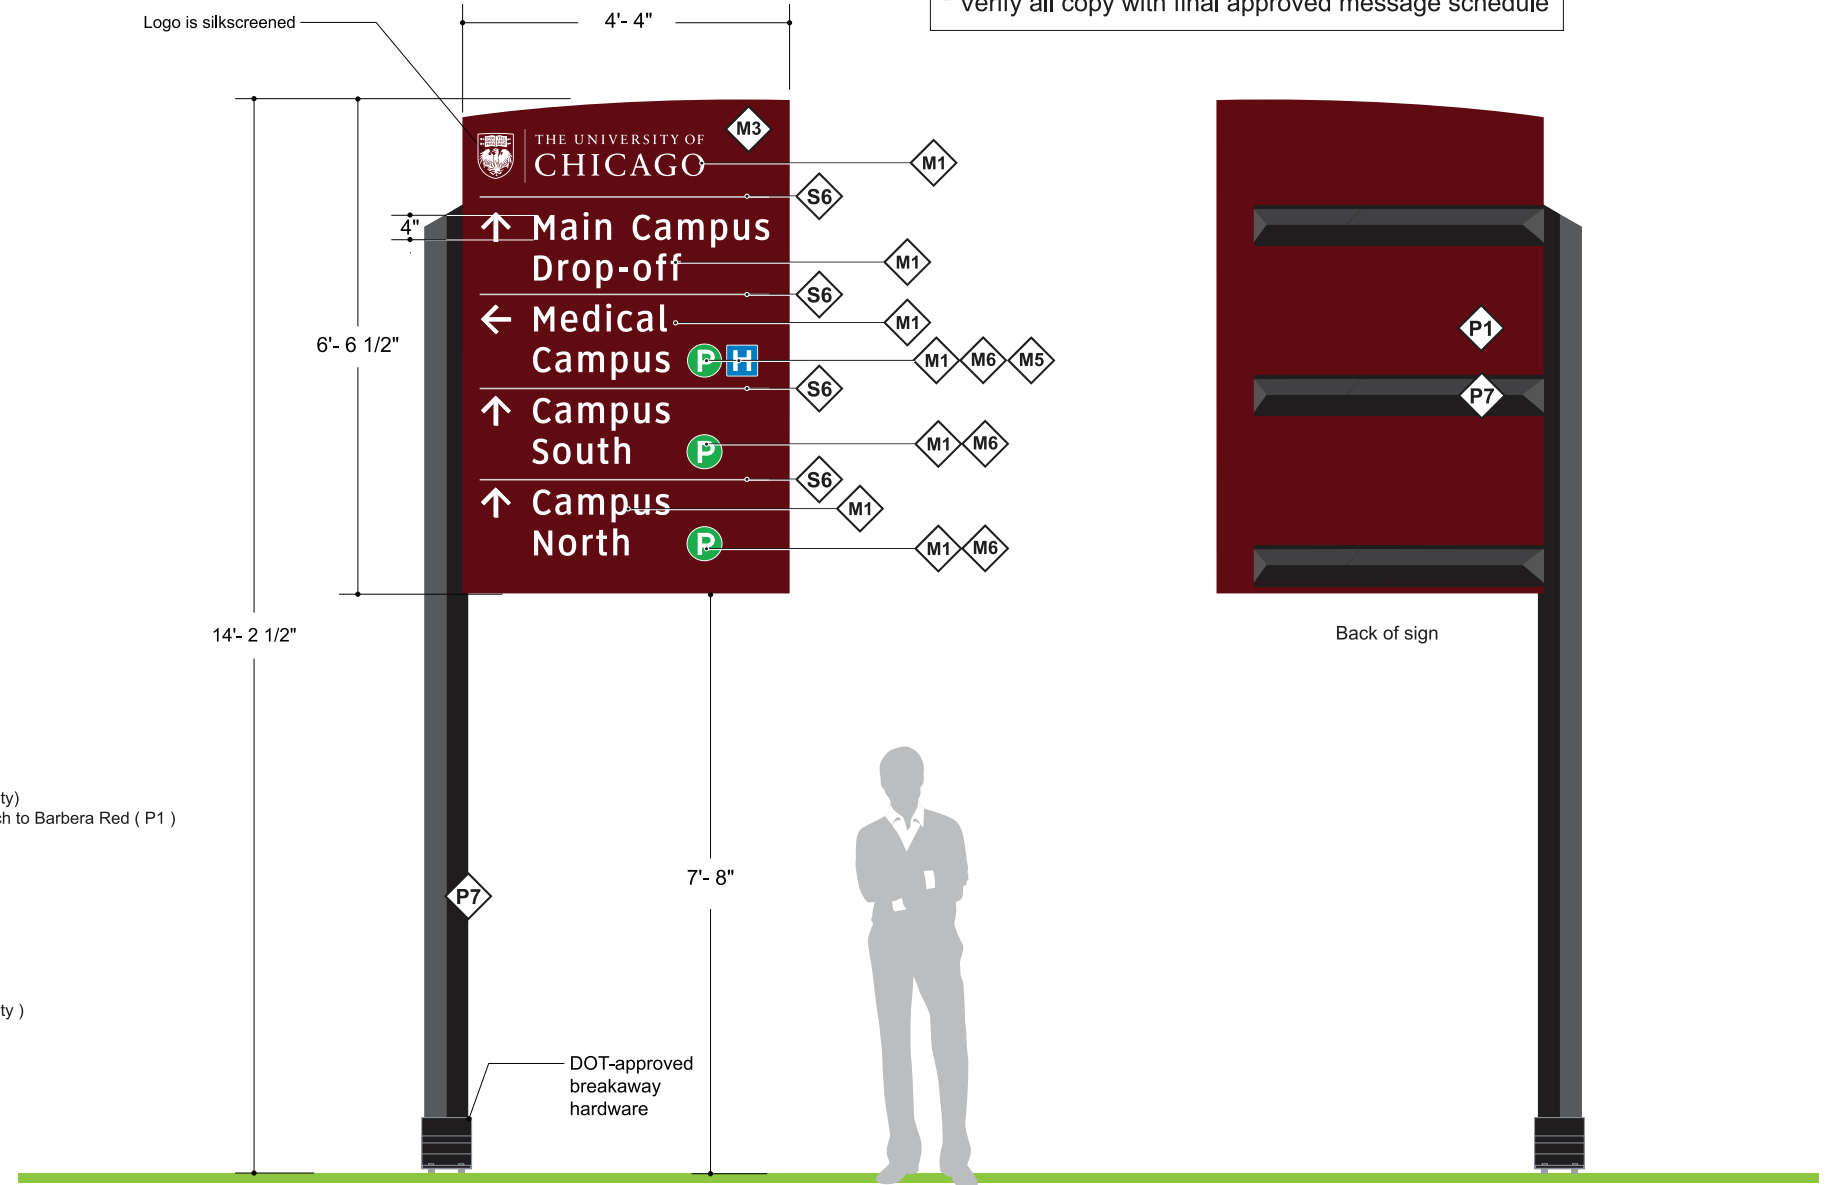 Logo is silkscreened
4'- 4"
* Verify all copy with final approved message schedule
M3
THE UNIVERSITY OF
CHICAGO
M1
S6
4"
Main Campus
Drop-off
M1
S6
Medical
M1
6'- 6 1/2"
Campus P H
M1 M6 M5
S6
Campus
South P
M1 M6
S6
Campus
M1
North P
M1 M6
P1
P7
14'- 2 1/2"
Back of sign
ty)
ch to Barbera Red ( P1 )
7'- 8"
P7
ty )
DOT-approved
breakaway
hardware